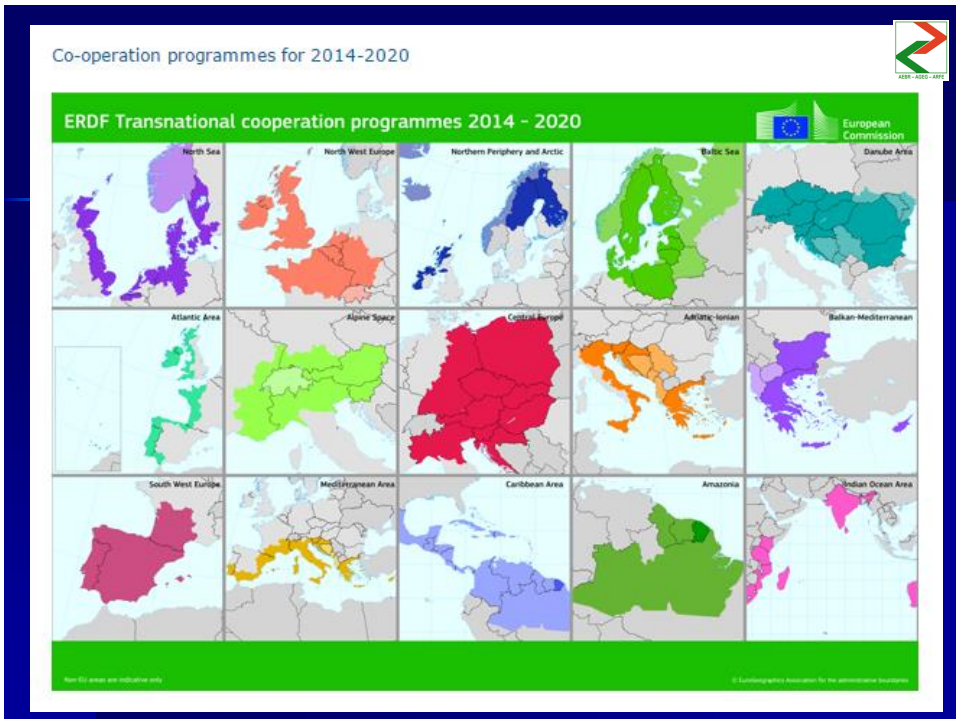 Co-operation programmes for 2014-2020
AEBR - AGEG - ARFE
ERDF Transnational cooperation programmes 2014 - 2020
European
Commission
North Sea
North West Europe
Northern Periphery and Arctic
Baltic Sea
Danube Area
Atlantic Area
Alpine Space
Central Europe
Adriatic-Ionian
Balkan-Mediterranean
South West Europe
Mediterranean Area
Caribbean Area
Amazonia
Indian Ocean Area
Non EU areas are indicative only
© EuroGeographics Association for the administrative boundaries